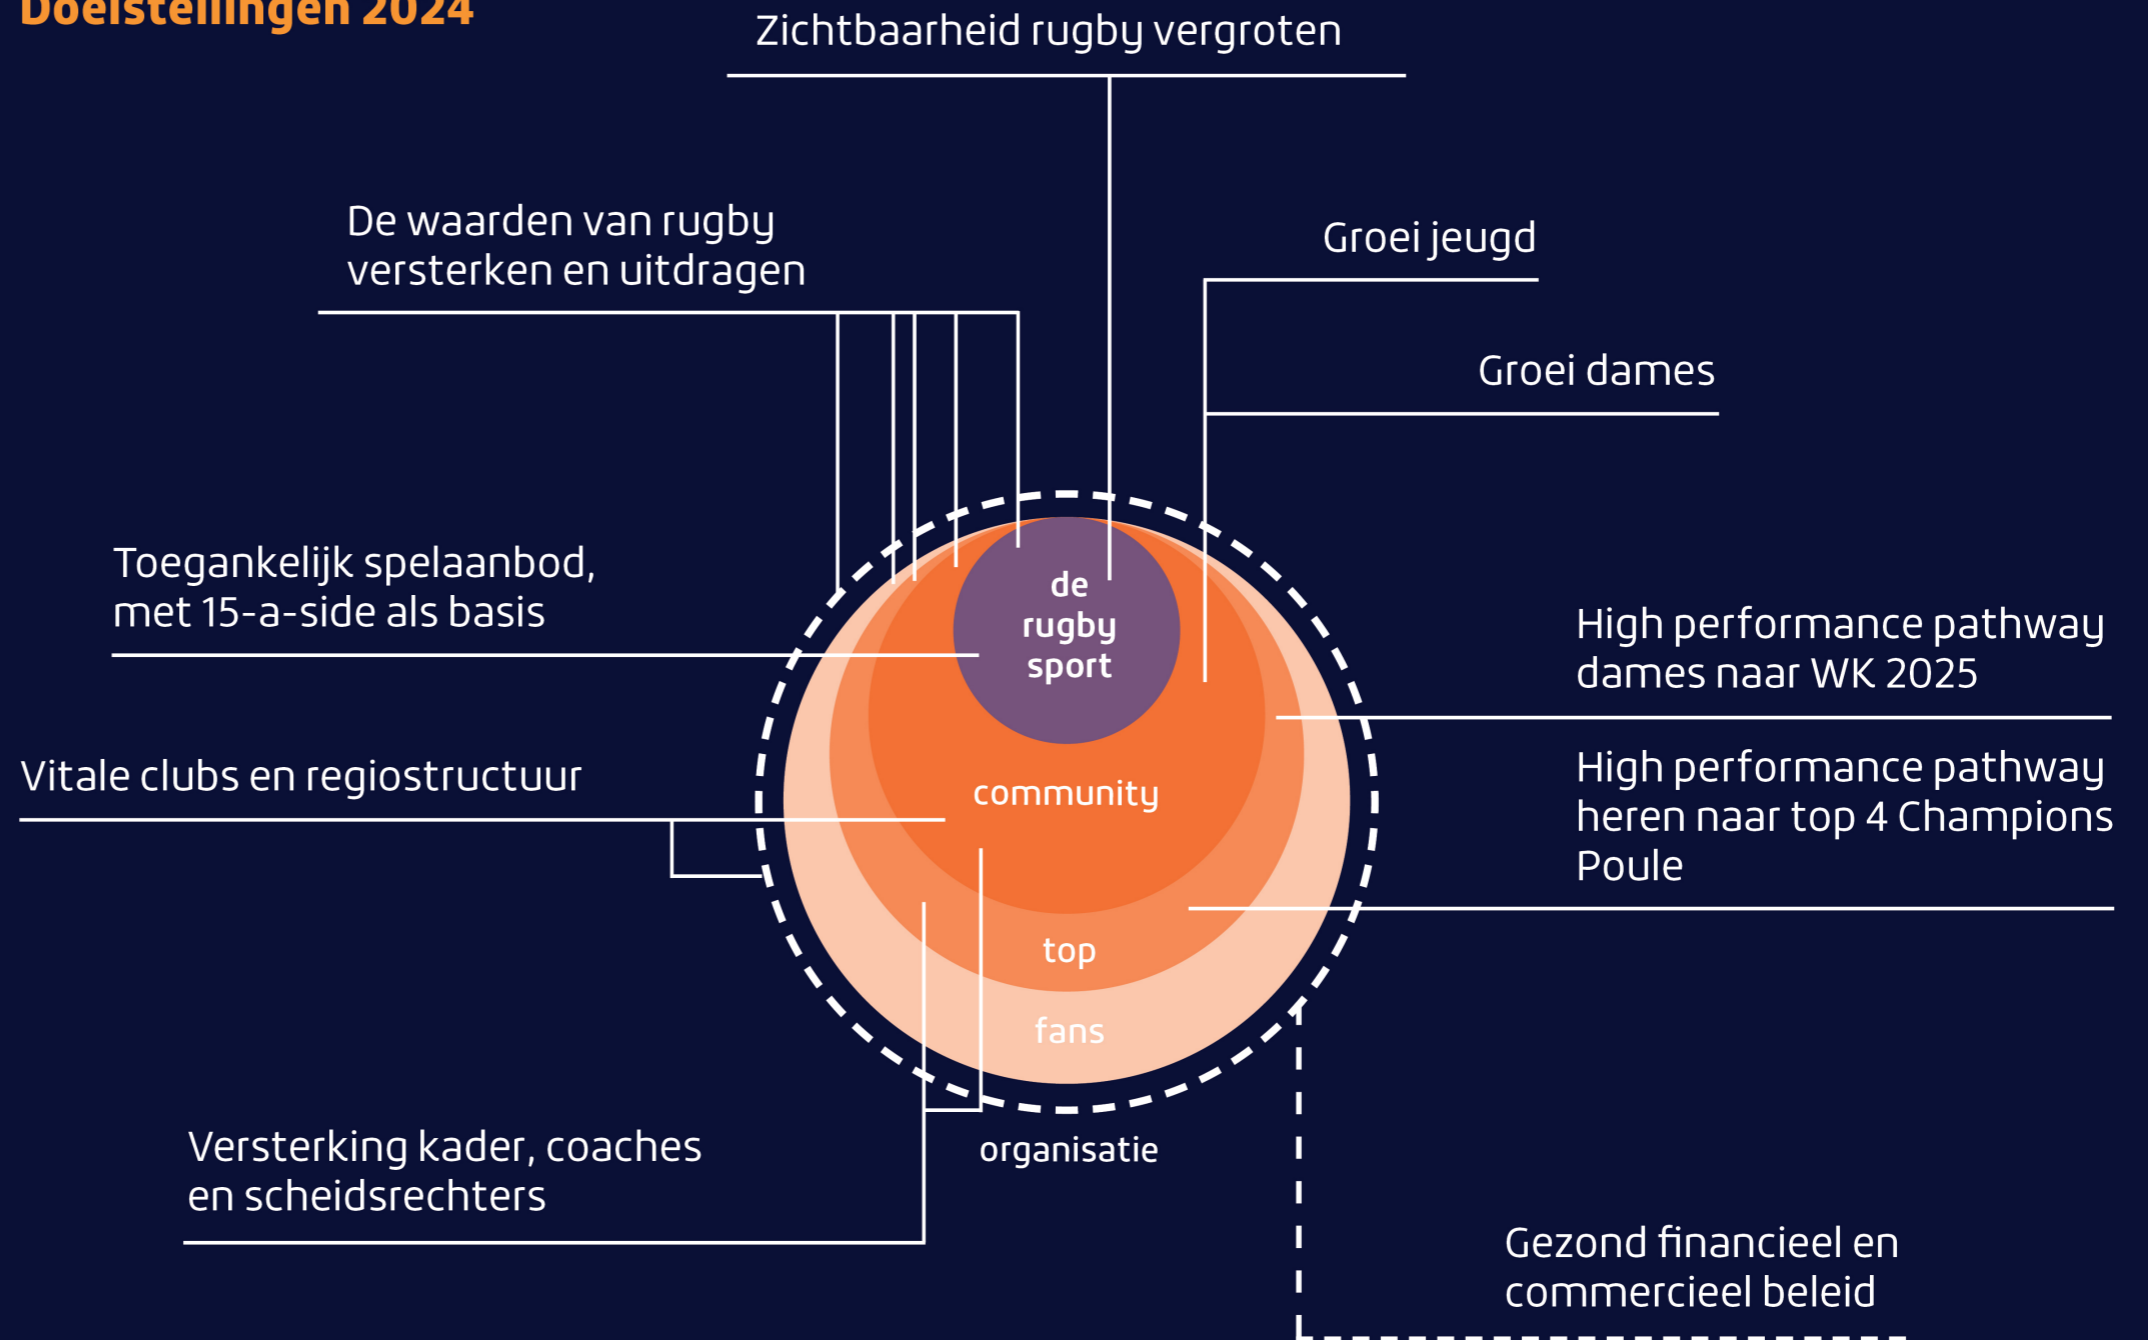 Doelstellingen 2024
Zichtbaarheid rugby vergroten
De waarden van rugby
versterken en uitdragen
Groei jeugd
Groei dames
Toegankelijk spelaanbod,
met 15-a-side als basis
de
rugby
sport
High performance pathway
dames naar WK 2025
Vitale clubs en regiostructuur
community
High performance pathway
heren naar top 4 Champions
Poule
top
fans
Versterking kader, coaches
en scheidsrechters
organisatie
Gezond financieel en
commercieel beleid